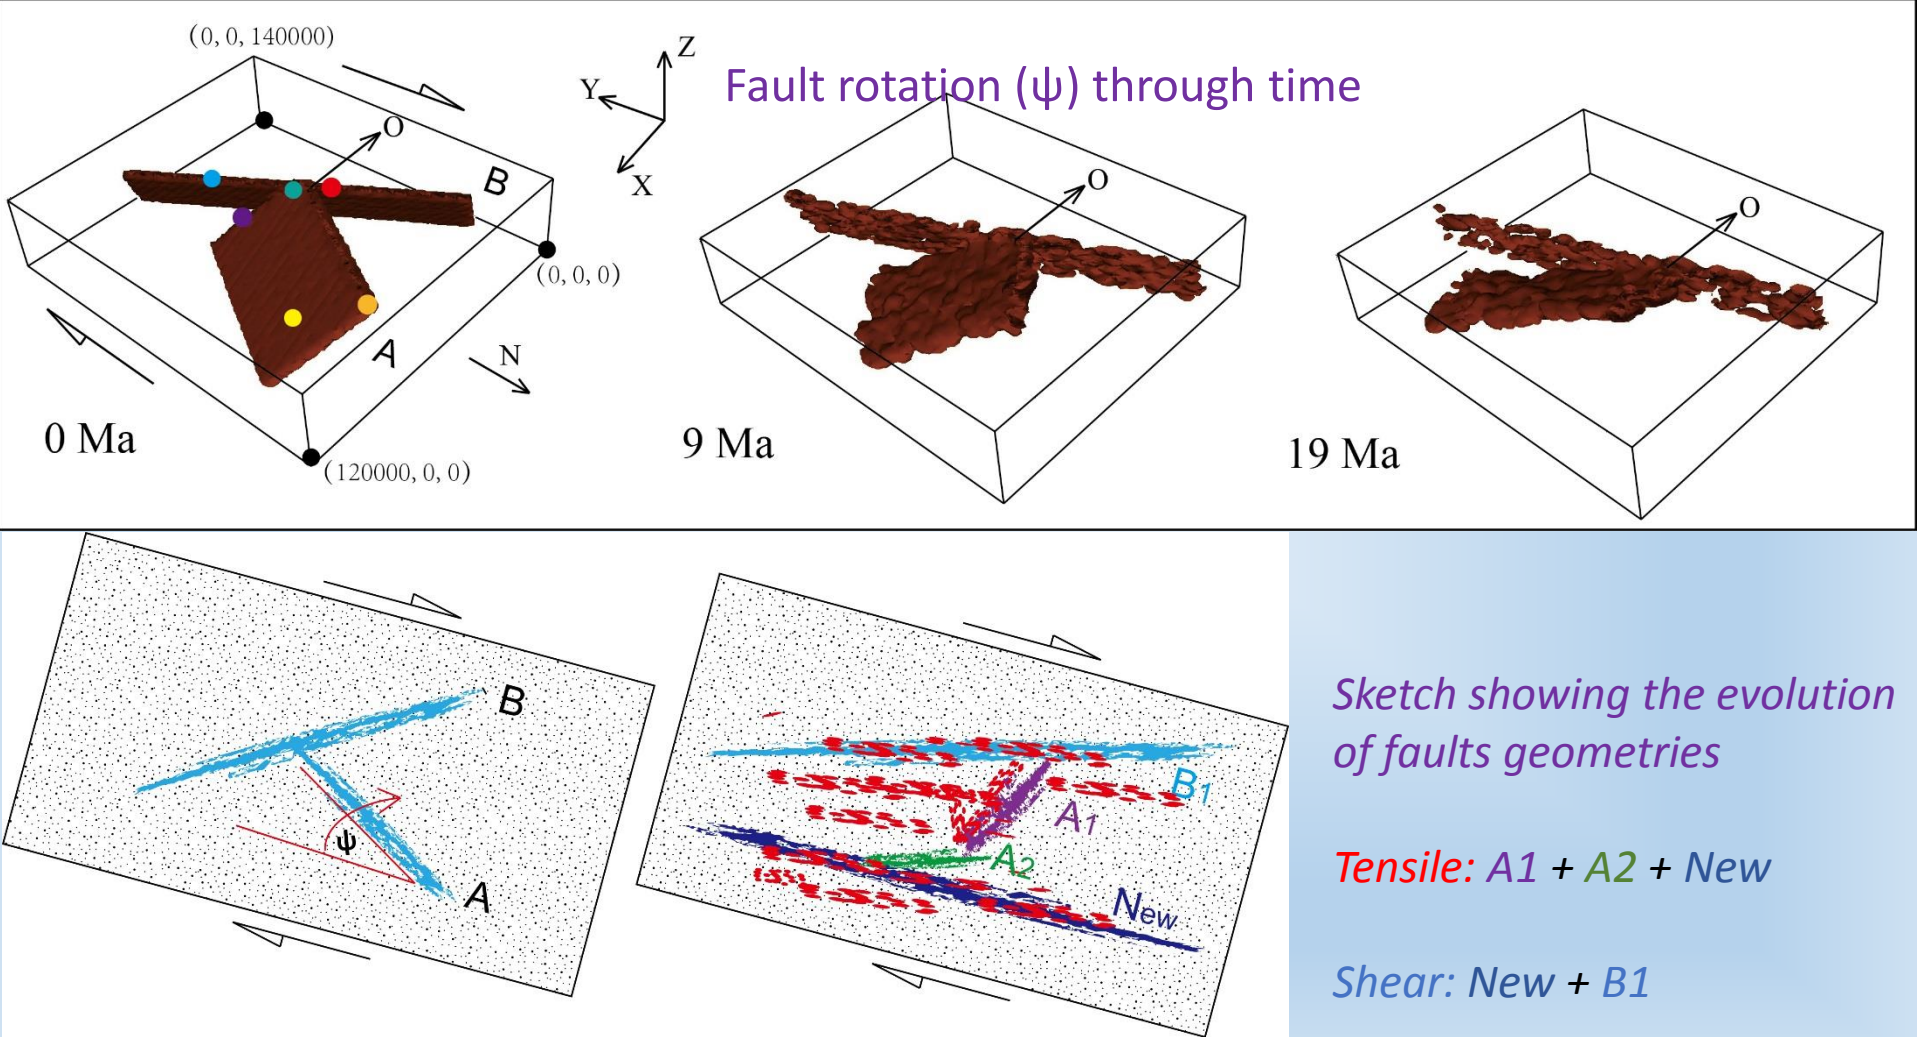 Fault rotation (ψ) through time
(0, 0, 140000)
Z
Y
X
O
B
(0, 0, 0)
A
N
0 Ma
(120000, 0, 0)
O
9 Ma
O
19 Ma
B
ψ
A
B1
A1
A2
New
Sketch showing the evolution
of faults geometries
Tensile: A1 + A2 + New
Shear: New + B1